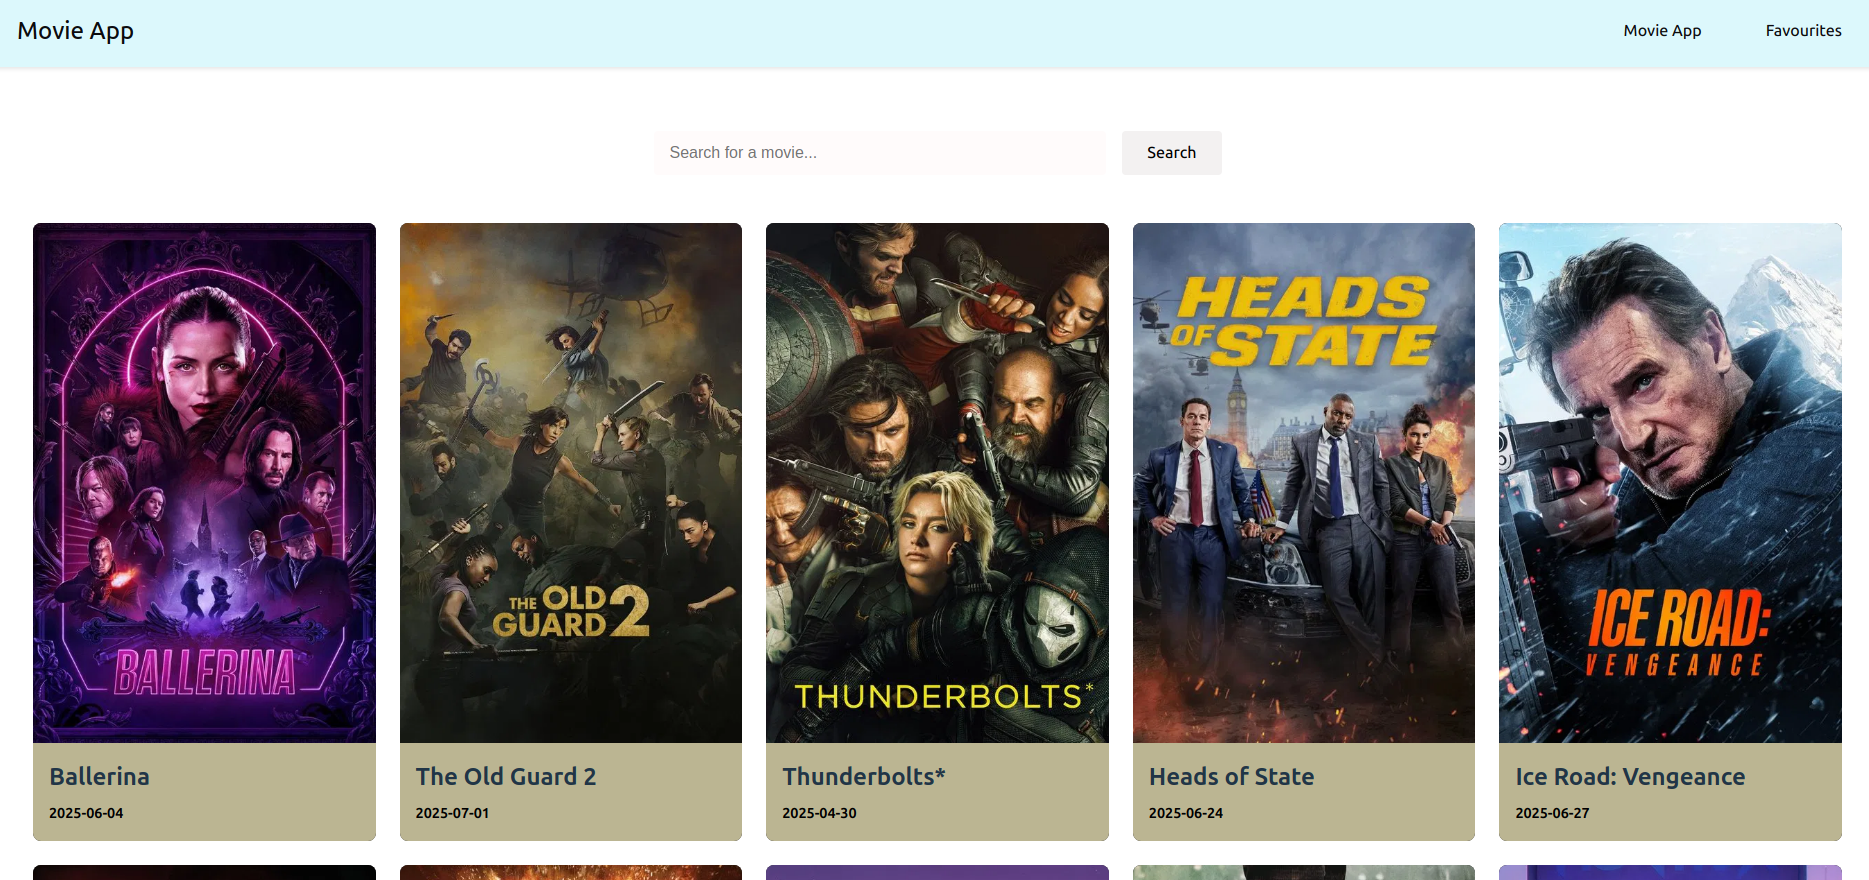 Movie App
Movie App
Favourites
Search for a movie...
Search
BALLERINA
THE OLD
GUARD 2
THUNDERBOLTS*
HEADS
OF STATE
ICE ROAD:
VENGEANCE
Ballerina
The Old Guard 2
Thunderbolts*
Heads of State
Ice Road: Vengeance
2025-06-04
2025-07-01
2025-04-30
2025-06-24
2025-06-27